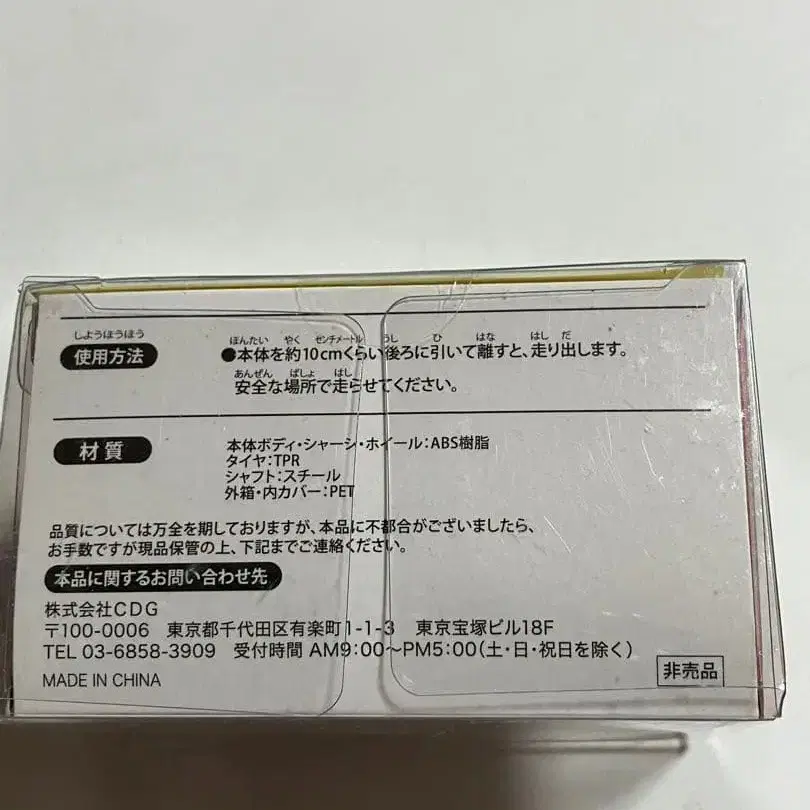 しようほうほう
使用方法
ほんたい やく センチメートル うし ひ はな はし だ
●本体を約10cmくらい後ろに引いて離すと、走り出します。
あんぜん ばしょ はし
安全な場所で走らせてください。
材質
本体ボディ・シャーシ・ホイール:ABS樹脂
タイヤ:TPR
シャフト:スチール
外箱・内カバー:PET
品質については万全を期しておりますが、本品に不都合がございましたら、
お手数ですが現品保管の上、下記までご連絡ください。
本品に関するお問い合わせ先
株式会社CDG
〒100-0006 東京都千代田区有楽町1-1-3 東京宝塚ビル18F
TEL 03-6858-3909 受付時間 AM9:00〜PM5:00(土・日・祝日を除く)
MADE IN CHINA
非売品